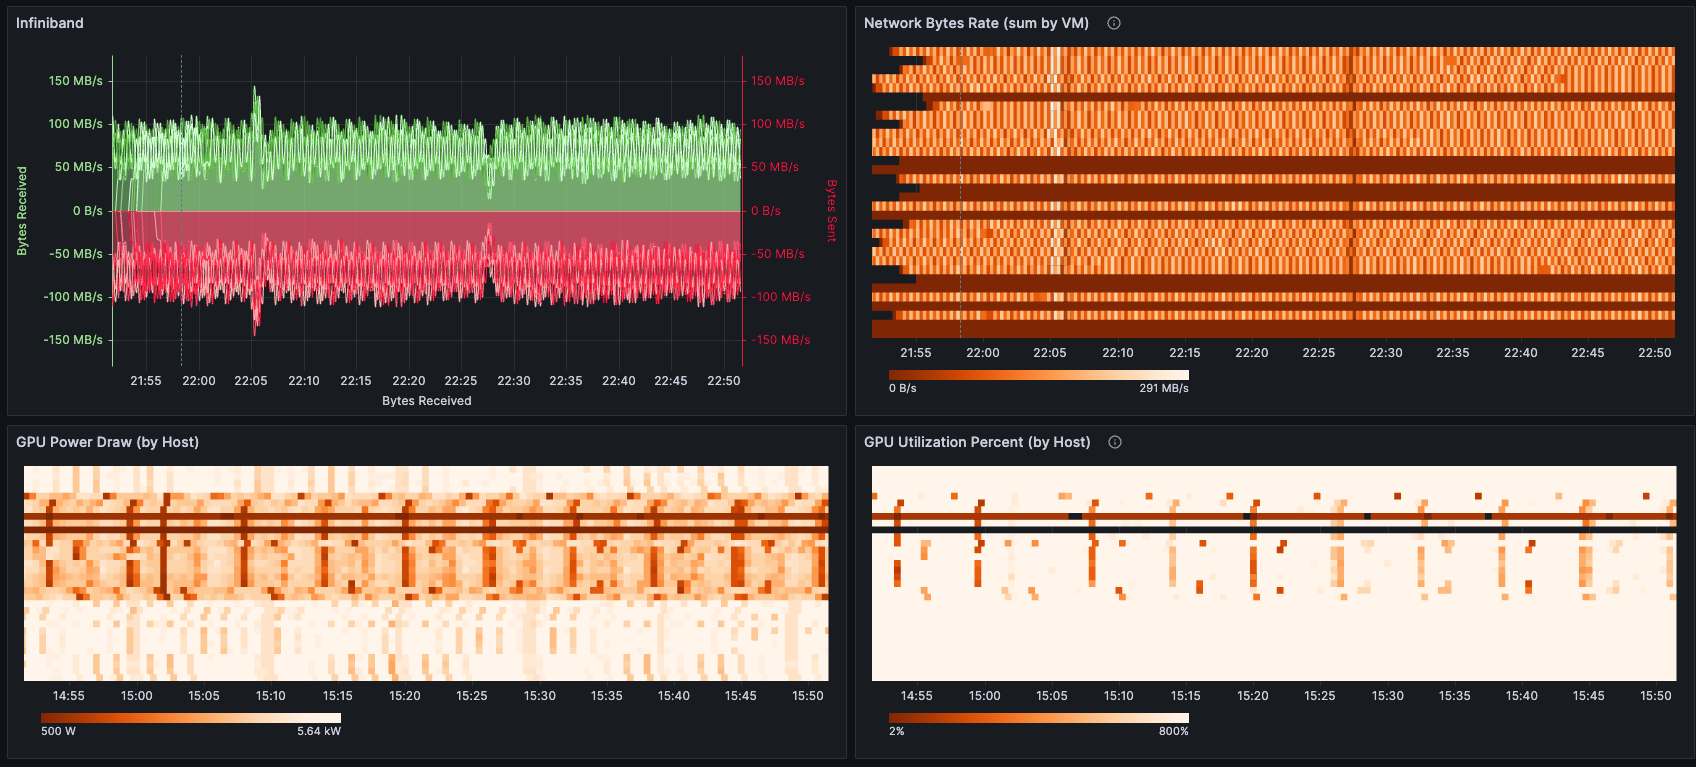 Infiniband
150 MB/s
100 MB/s
50 MB/s
0 B/s
-50 MB/s
-100 MB/s
-150 MB/s
Bytes Received
150 MB/s
100 MB/s
50 MB/s
0 B/s
-50 MB/s
-100 MB/s
-150 MB/s
Bytes Sent
21:55 22:00 22:05 22:10 22:15 22:20 22:25 22:30 22:35 22:40 22:45 22:50
Bytes Received
Network Bytes Rate (sum by VM)
21:55 22:00 22:05 22:10 22:15 22:20 22:25 22:30 22:35 22:40 22:45 22:50
0 B/s 291 MB/s
GPU Power Draw (by Host)
14:55 15:00 15:05 15:10 15:15 15:20 15:25 15:30 15:35 15:40 15:45 15:50
500 W 5.64 kW
GPU Utilization Percent (by Host)
14:55 15:00 15:05 15:10 15:15 15:20 15:25 15:30 15:35 15:40 15:45 15:50
2% 800%